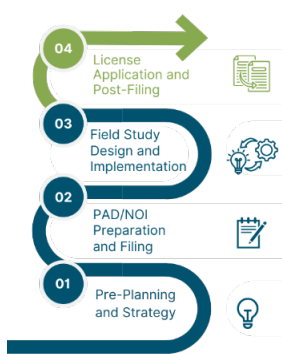 04
License
Application and
Post-Filing
03
Field Study
Design and
Implementation
02
PAD/NOI
Preparation
and Filing
01
Pre-Planning
and Strategy